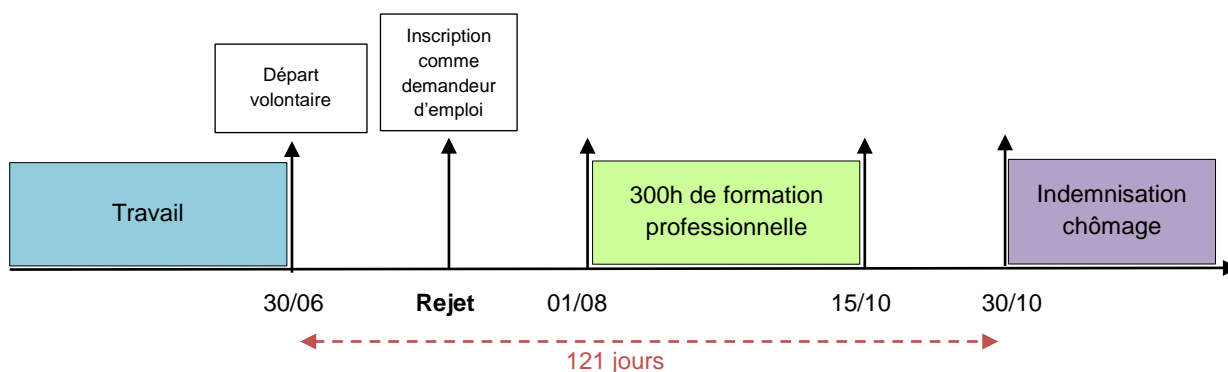 Départ
volontaire
Inscription
comme
demandeur
d'emploi
Travail
300h de formation
professionnelle
Indemnisation
chômage
30/06
Rejet
01/08
15/10
30/10
121 jours